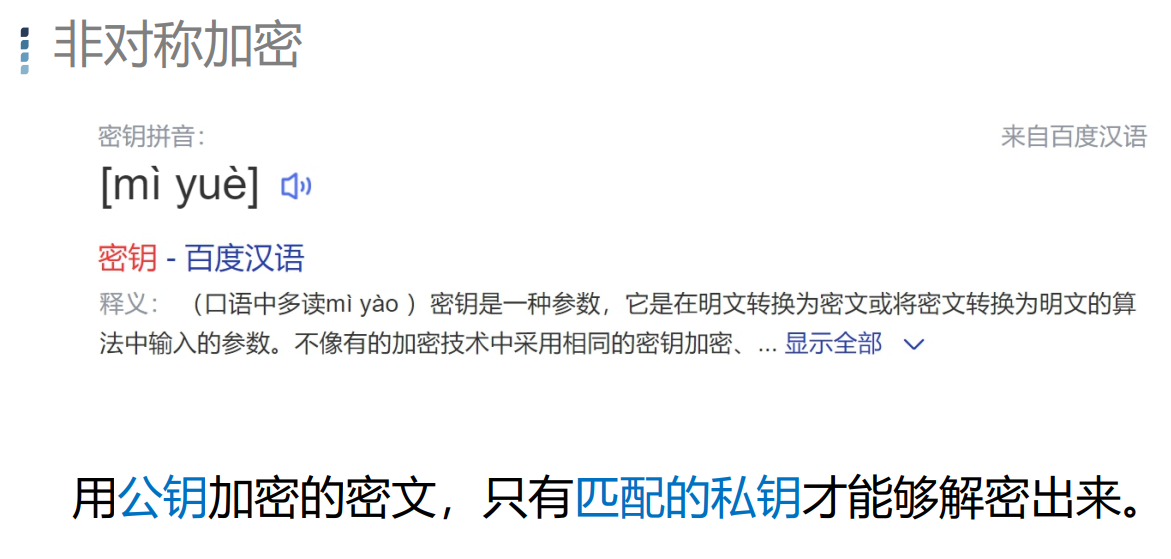 非对称加密
密钥拼音：
来自百度汉语
[mì yuè]
密钥 - 百度汉语
释义： （口语中多读mì yào ）密钥是一种参数，它是在明文转换为密文或将密文转换为明文的算
法中输入的参数。不像有的加密技术中采用相同的密钥加密、... 显示全部
用公钥加密的密文，只有匹配的私钥才能够解密出来。